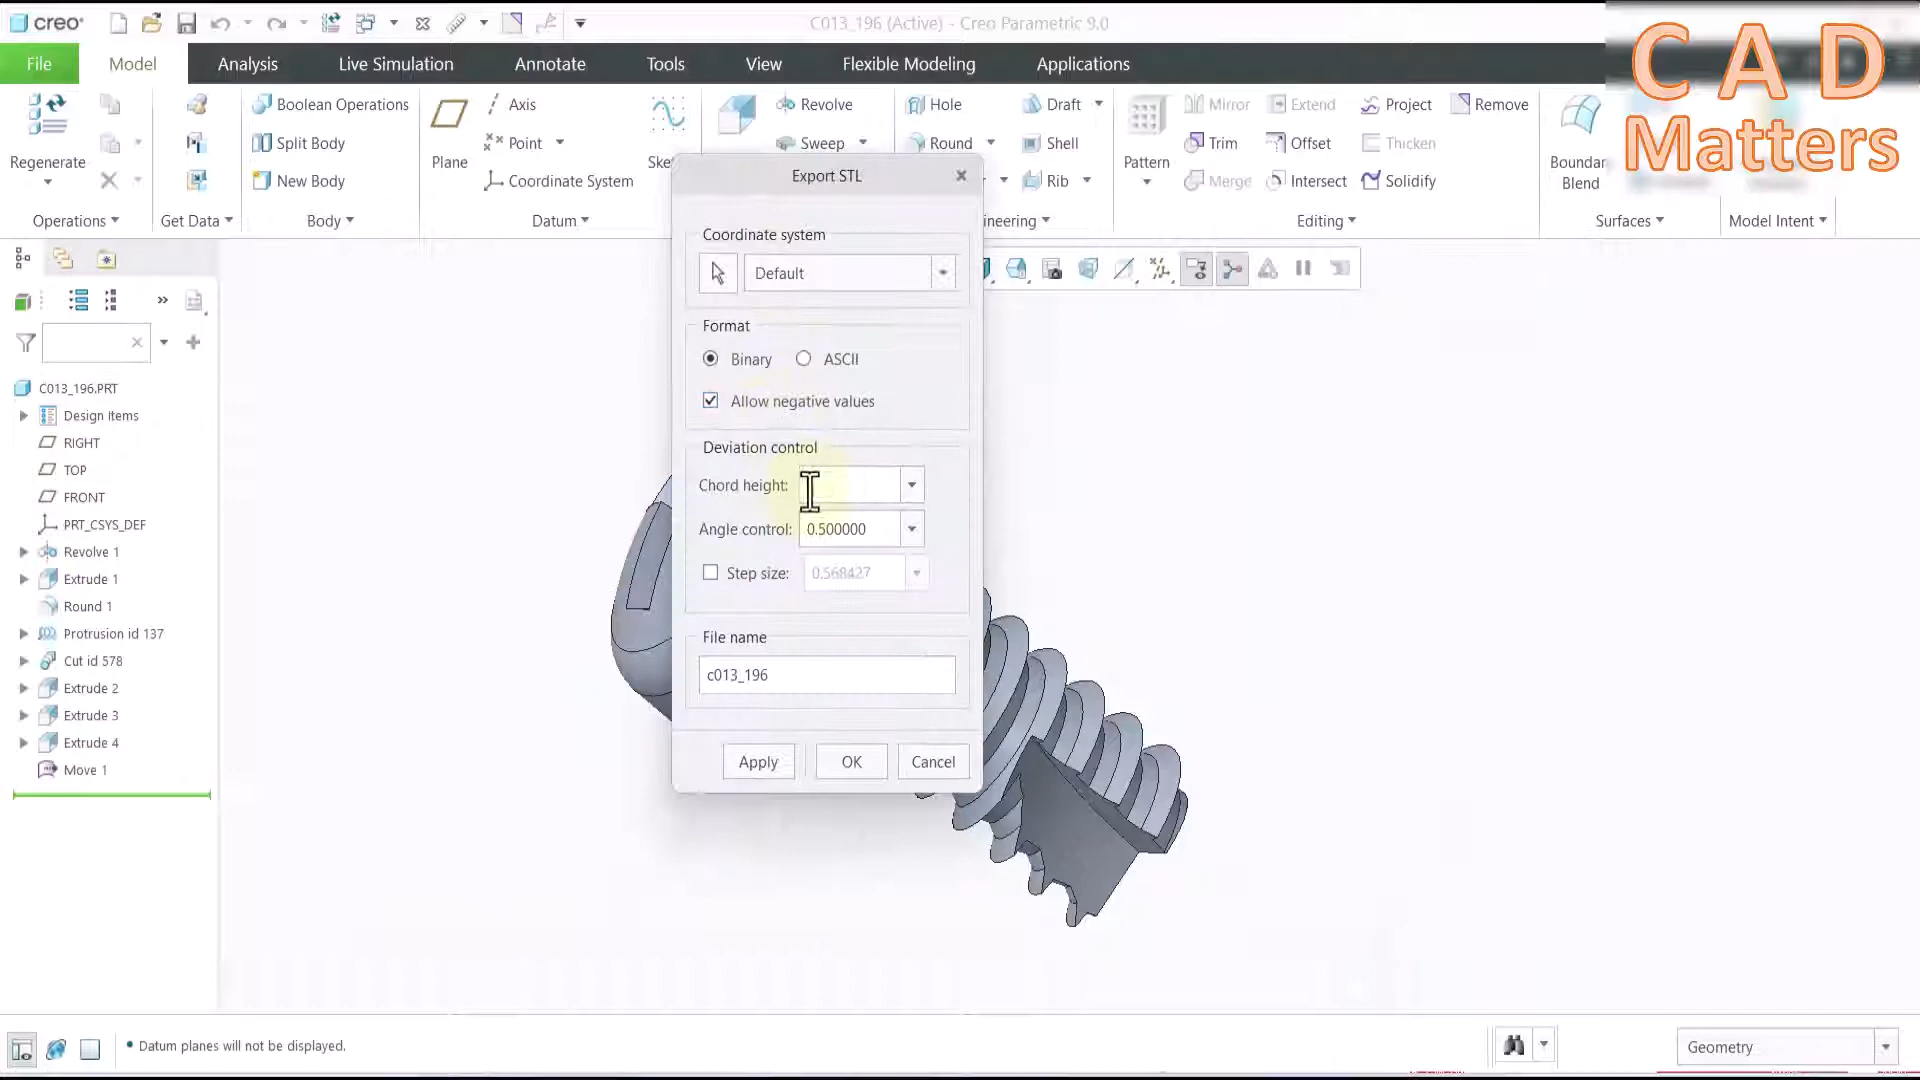 creo
C013_196 (Active) - Creo Parametric 9.0
C A D
Matters
File Model Analysis Live Simulation Annotate Tools View Flexible Modeling Applications
Regenerate
Operations
Get Data
Boolean Operations
Split Body
New Body
Body
Plane
Axis
Point
Coordinate System
Datum
Revolve
Sweep
Hole
Round
Draft
Shell
Rib
Pattern
Mirror
Trim
Merge
Extend
Offset
Intersect
Project
Thicken
Solidify
Remove
Editing
Boundar
Blend
Surfaces
Model Intent
Export STL
Coordinate system
Default
Format
Binary ASCII
Allow negative values
Deviation control
Chord height:
Angle control: 0.500000
Step size: 0.568427
File name
c013_196
Apply OK Cancel
C013_196.PRT
Design Items
RIGHT
TOP
FRONT
PRT_CSYS_DEF
Revolve 1
Extrude 1
Round 1
Protrusion id 137
Cut id 578
Extrude 2
Extrude 3
Extrude 4
Move 1
• Datum planes will not be displayed.
Geometry